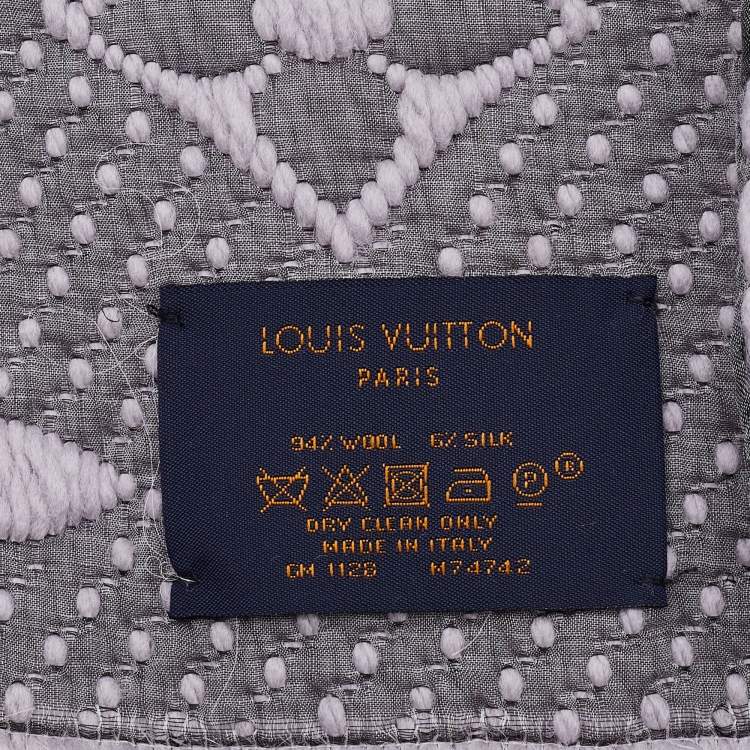 LOUIS VUITTON
PARIS
94% WOOL 6% SILK
P R
DRY CLEAN ONLY
MADE IN ITALY
GM 1128 M74742